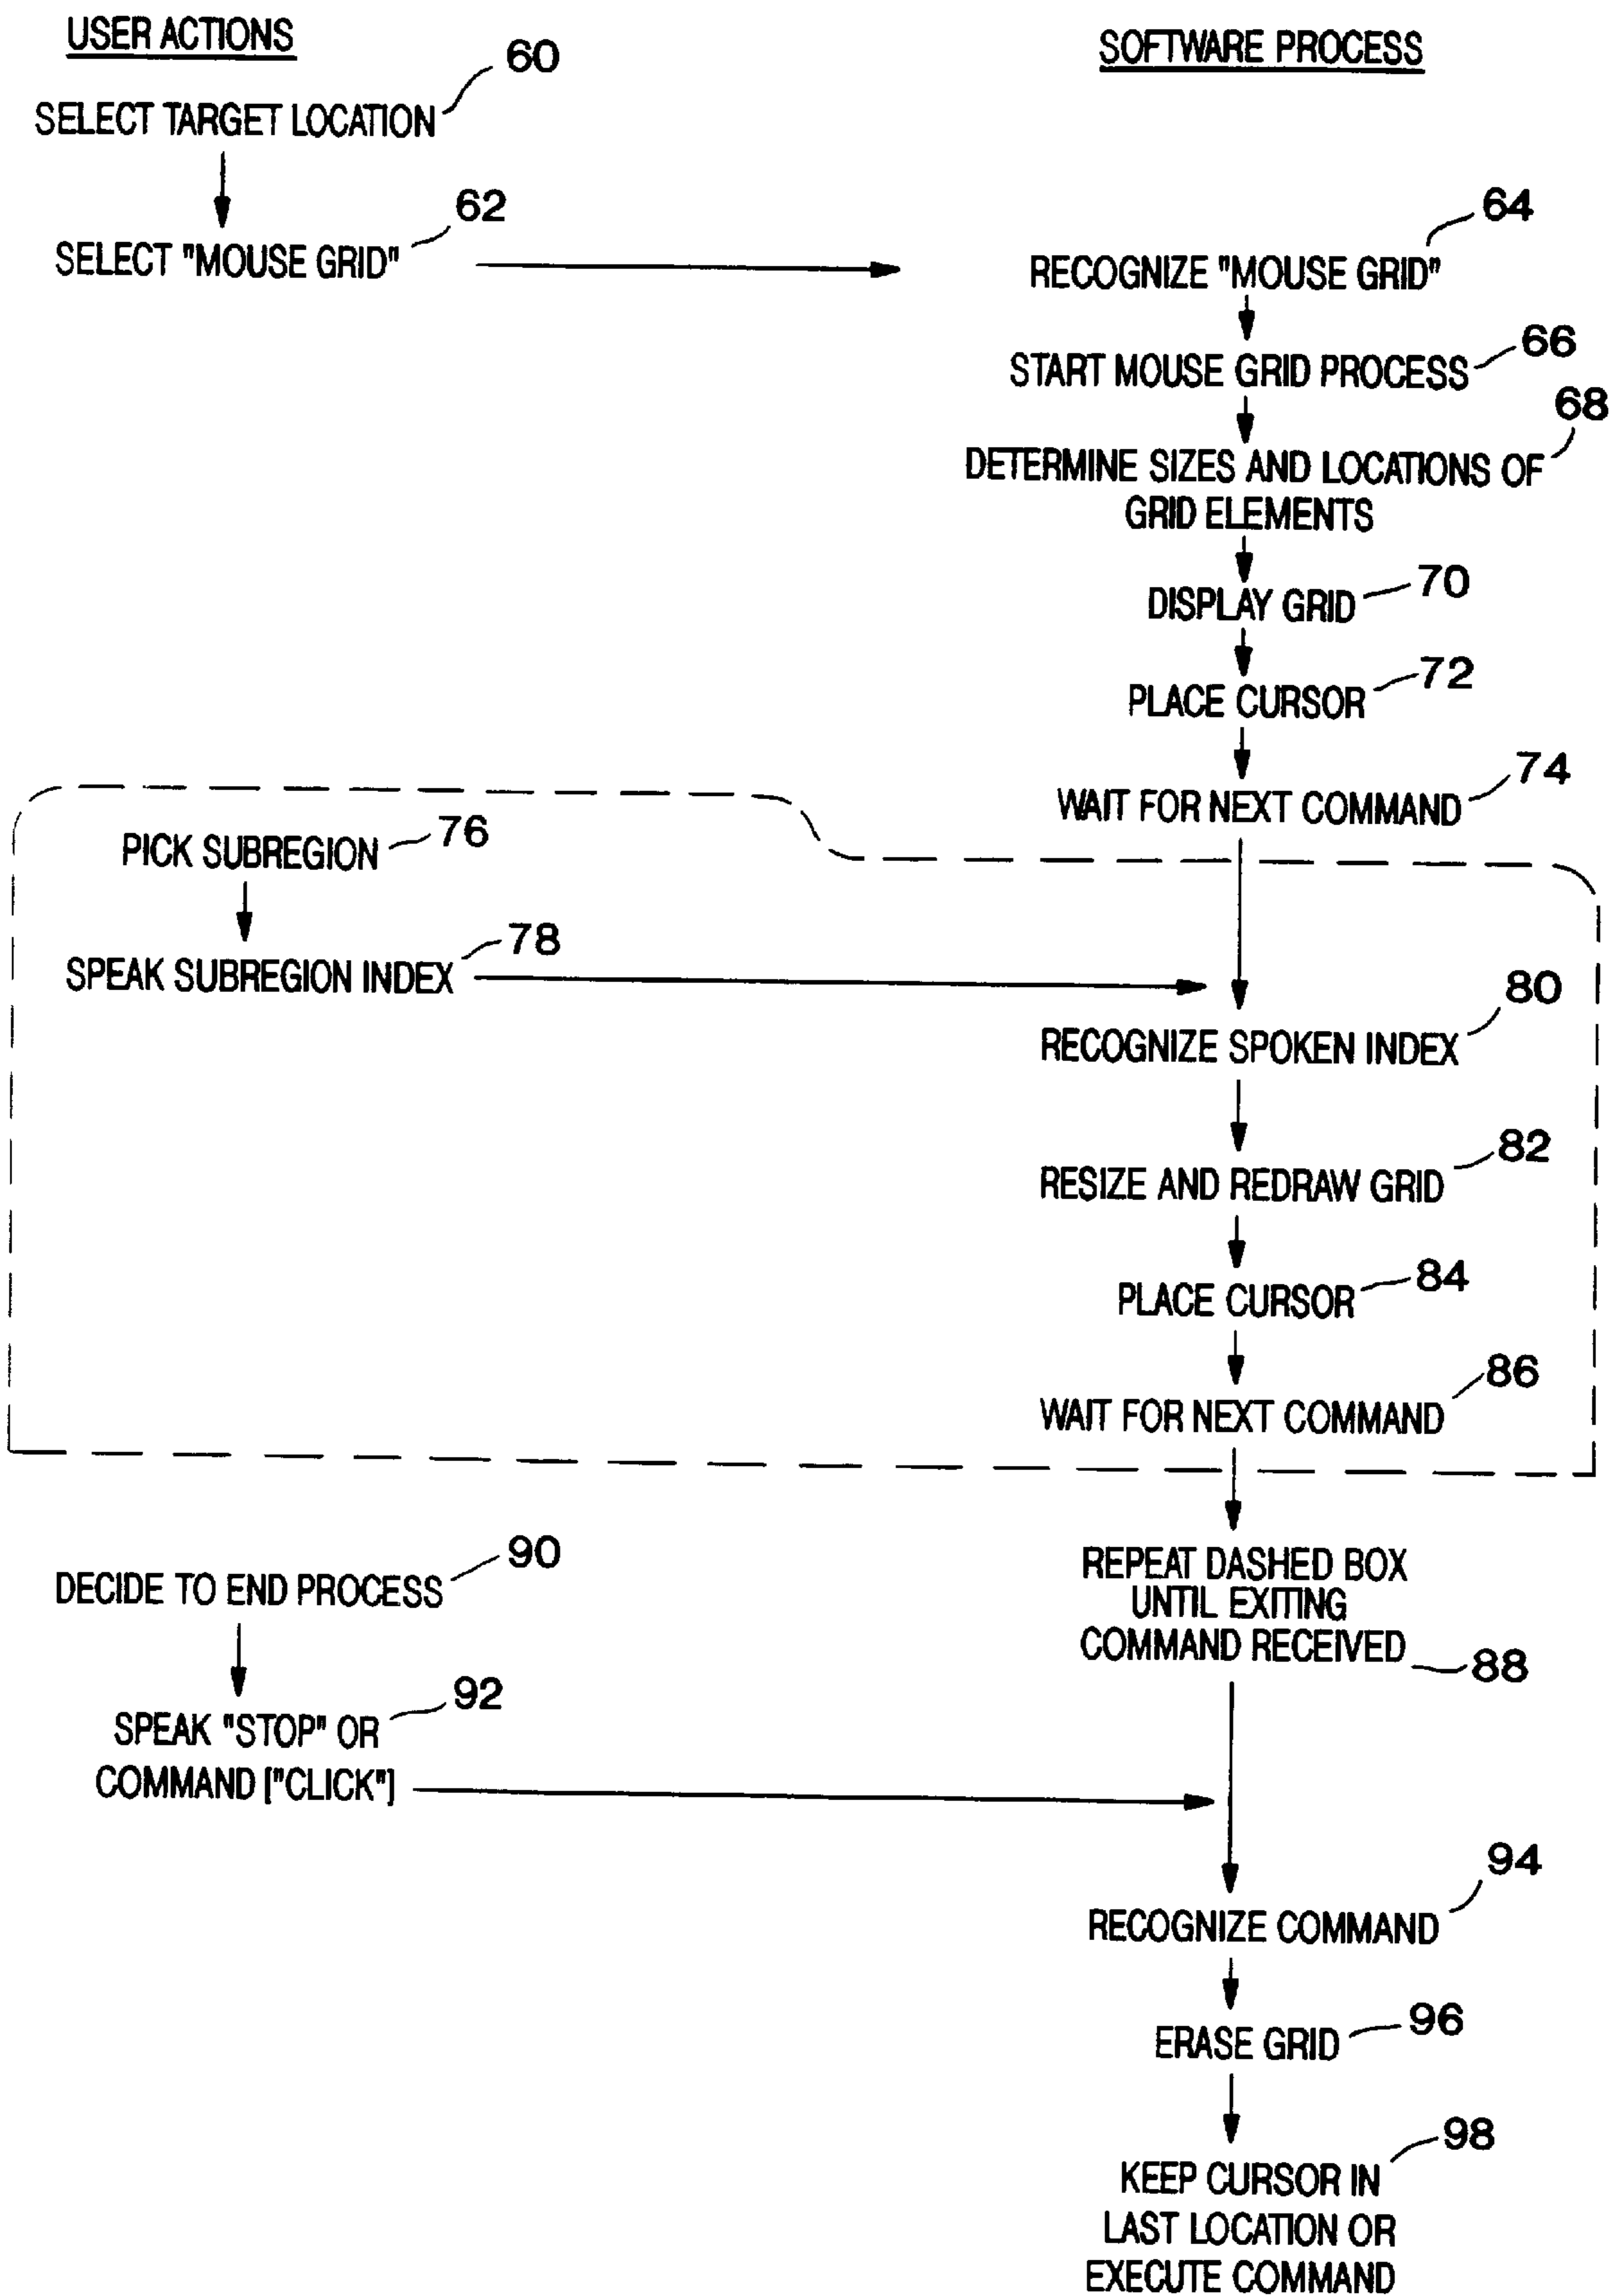 USER ACTIONS
SOFTWARE PROCESS
60
SELECT TARGET LOCATION
62
SELECT "MOUSE GRID"
64
RECOGNIZE "MOUSE GRID"
66
START MOUSE GRID PROCESS
68
DETERMINE SIZES AND LOCATIONS OF
GRID ELEMENTS
70
DISPLAY GRID
72
PLACE CURSOR
74
WAIT FOR NEXT COMMAND
76
PICK SUBREGION
78
SPEAK SUBREGION INDEX
80
RECOGNIZE SPOKEN INDEX
82
RESIZE AND REDRAW GRID
84
PLACE CURSOR
86
WAIT FOR NEXT COMMAND
REPEAT DASHED BOX
UNTIL EXITING
COMMAND RECEIVED
88
90
DECIDE TO END PROCESS
92
SPEAK "STOP" OR
COMMAND ["CLICK"]
94
RECOGNIZE COMMAND
96
ERASE GRID
98
KEEP CURSOR IN
LAST LOCATION OR
EXECUTE COMMAND